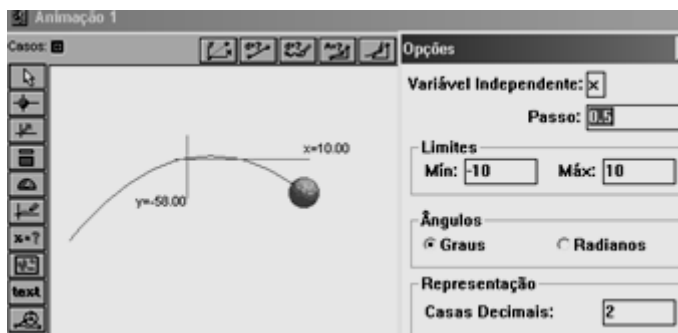 Animação 1
Casos:
Opções
Variável Independente: x
Passo: 0.5
Limites
Mín: -10 Máx: 10
x=10.00
y=-58.00
Ângulos
Graus Radianos
x=?
Representação
text
Casas Decimais: 2